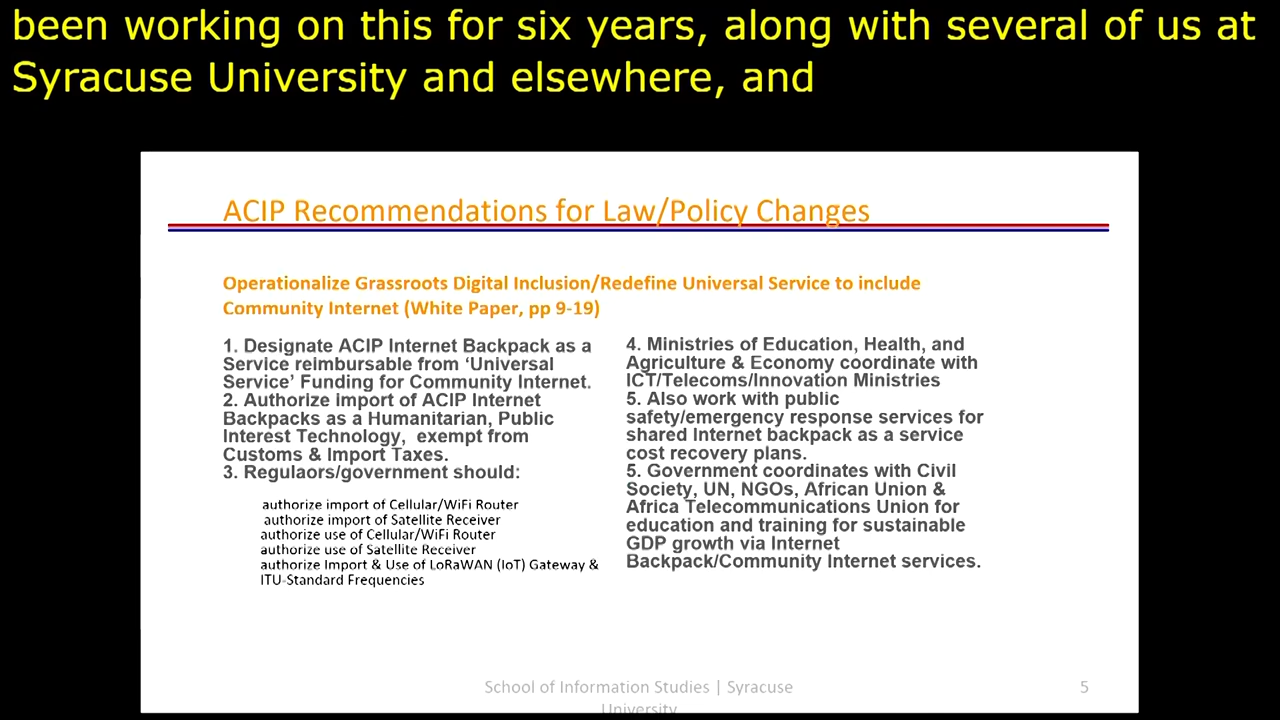 been working on this for six years, along with several of us at
Syracuse University and elsewhere, and
ACIP Recommendations for Law/Policy Changes
Operationalize Grassroots Digital Inclusion/Redefine Universal Service to include
Community Internet (White Paper, pp 9-19)
1. Designate ACIP Internet Backpack as a
Service reimbursable from ‘Universal
Service’ Funding for Community Internet.
2. Authorize import of ACIP Internet
Backpacks as a Humanitarian, Public
Interest Technology, exempt from
Customs & Import Taxes.
3. Regulaors/government should:
authorize import of Cellular/WiFi Router
authorize import of Satellite Receiver
authorize use of Cellular/WiFi Router
authorize use of Satellite Receiver
authorize Import & Use of LoRaWAN (IoT) Gateway &
ITU-Standard Frequencies
4. Ministries of Education, Health, and
Agriculture & Economy coordinate with
ICT/Telecoms/Innovation Ministries
5. Also work with public
safety/emergency response services for
shared Internet backpack as a service
cost recovery plans.
5. Government coordinates with Civil
Society, UN, NGOs, African Union &
Africa Telecommunications Union for
education and training for sustainable
GDP growth via Internet
Backpack/Community Internet services.
School of Information Studies | Syracuse
University
5